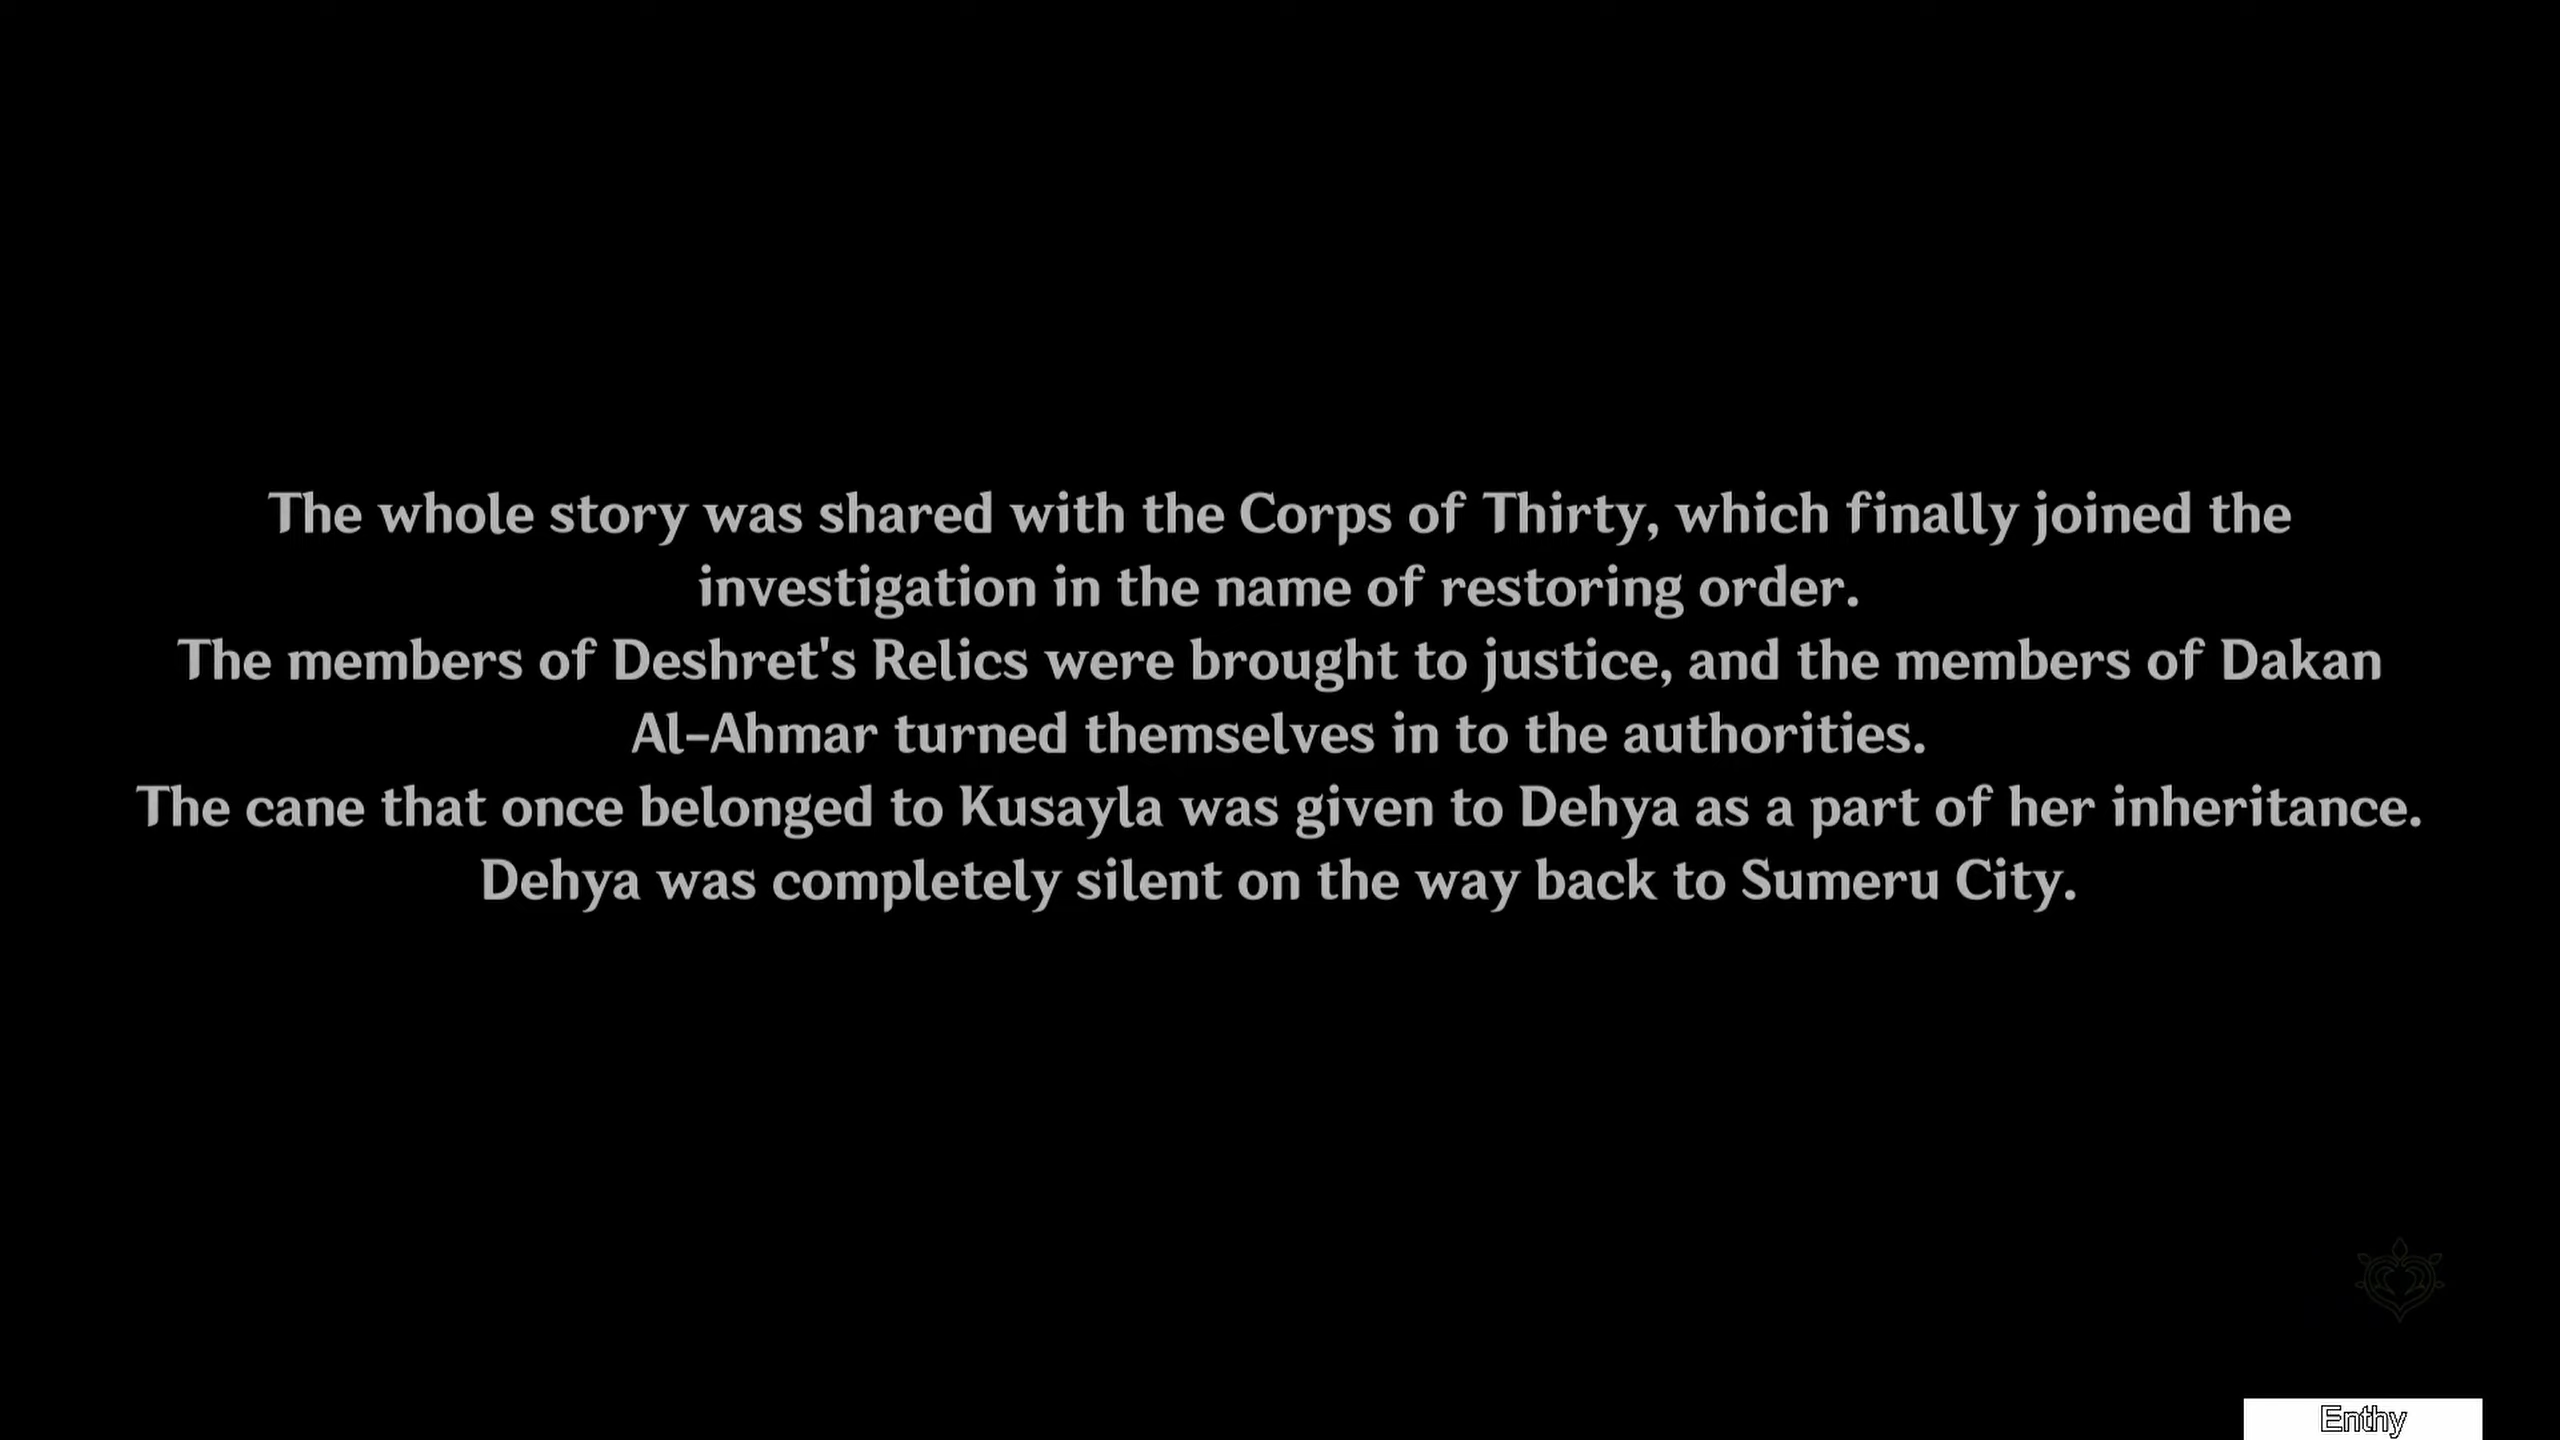 The whole story was shared with the Corps of Thirty, which finally joined the
investigation in the name of restoring order.
The members of Deshret's Relics were brought to justice, and the members of Dakan
Al-Ahmar turned themselves in to the authorities.
The cane that once belonged to Kusayla was given to Dehya as a part of her inheritance.
Dehya was completely silent on the way back to Sumeru City.
Enthy